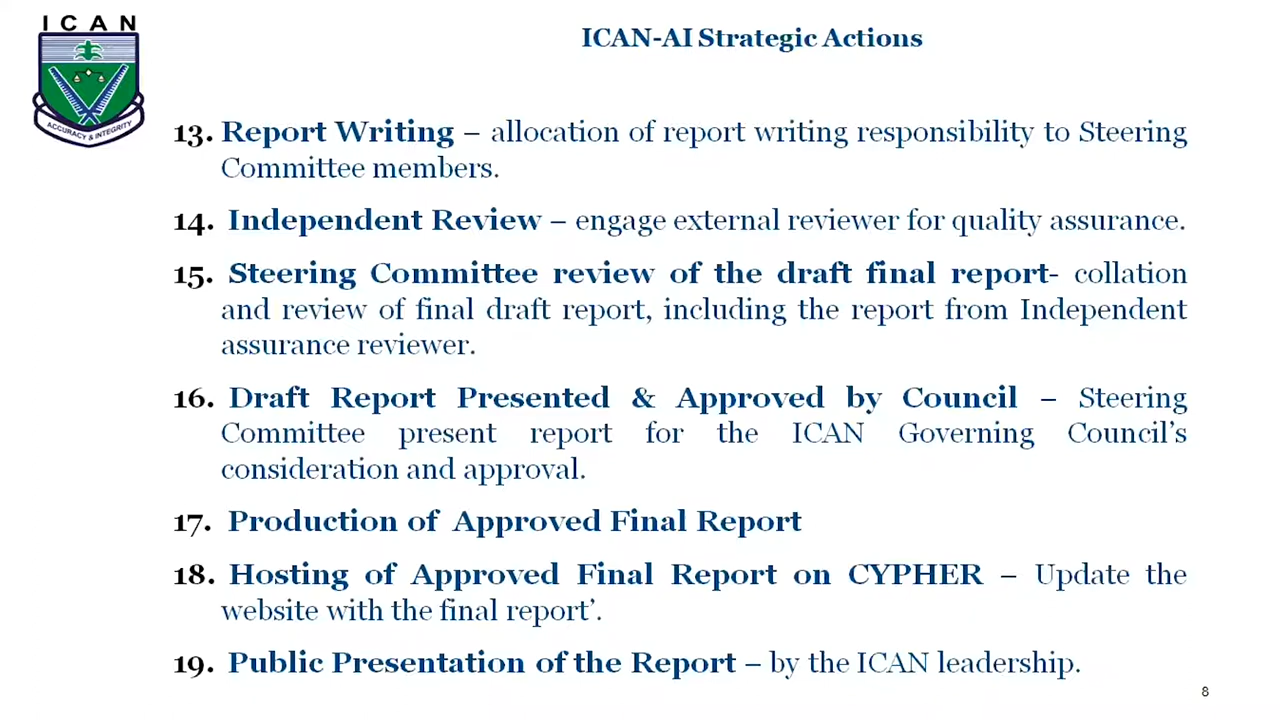 ICAN
ICAN-AI Strategic Actions
ACCURACY & INTEGRITY
13. Report Writing – allocation of report writing responsibility to Steering
Committee members.
14. Independent Review – engage external reviewer for quality assurance.
15. Steering Committee review of the draft final report- collation
and review of final draft report, including the report from Independent
assurance reviewer.
16. Draft Report Presented & Approved by Council – Steering
Committee present report for the ICAN Governing Council’s
consideration and approval.
17. Production of Approved Final Report
18. Hosting of Approved Final Report on CYPHER – Update the
website with the final report’.
19. Public Presentation of the Report – by the ICAN leadership.
8